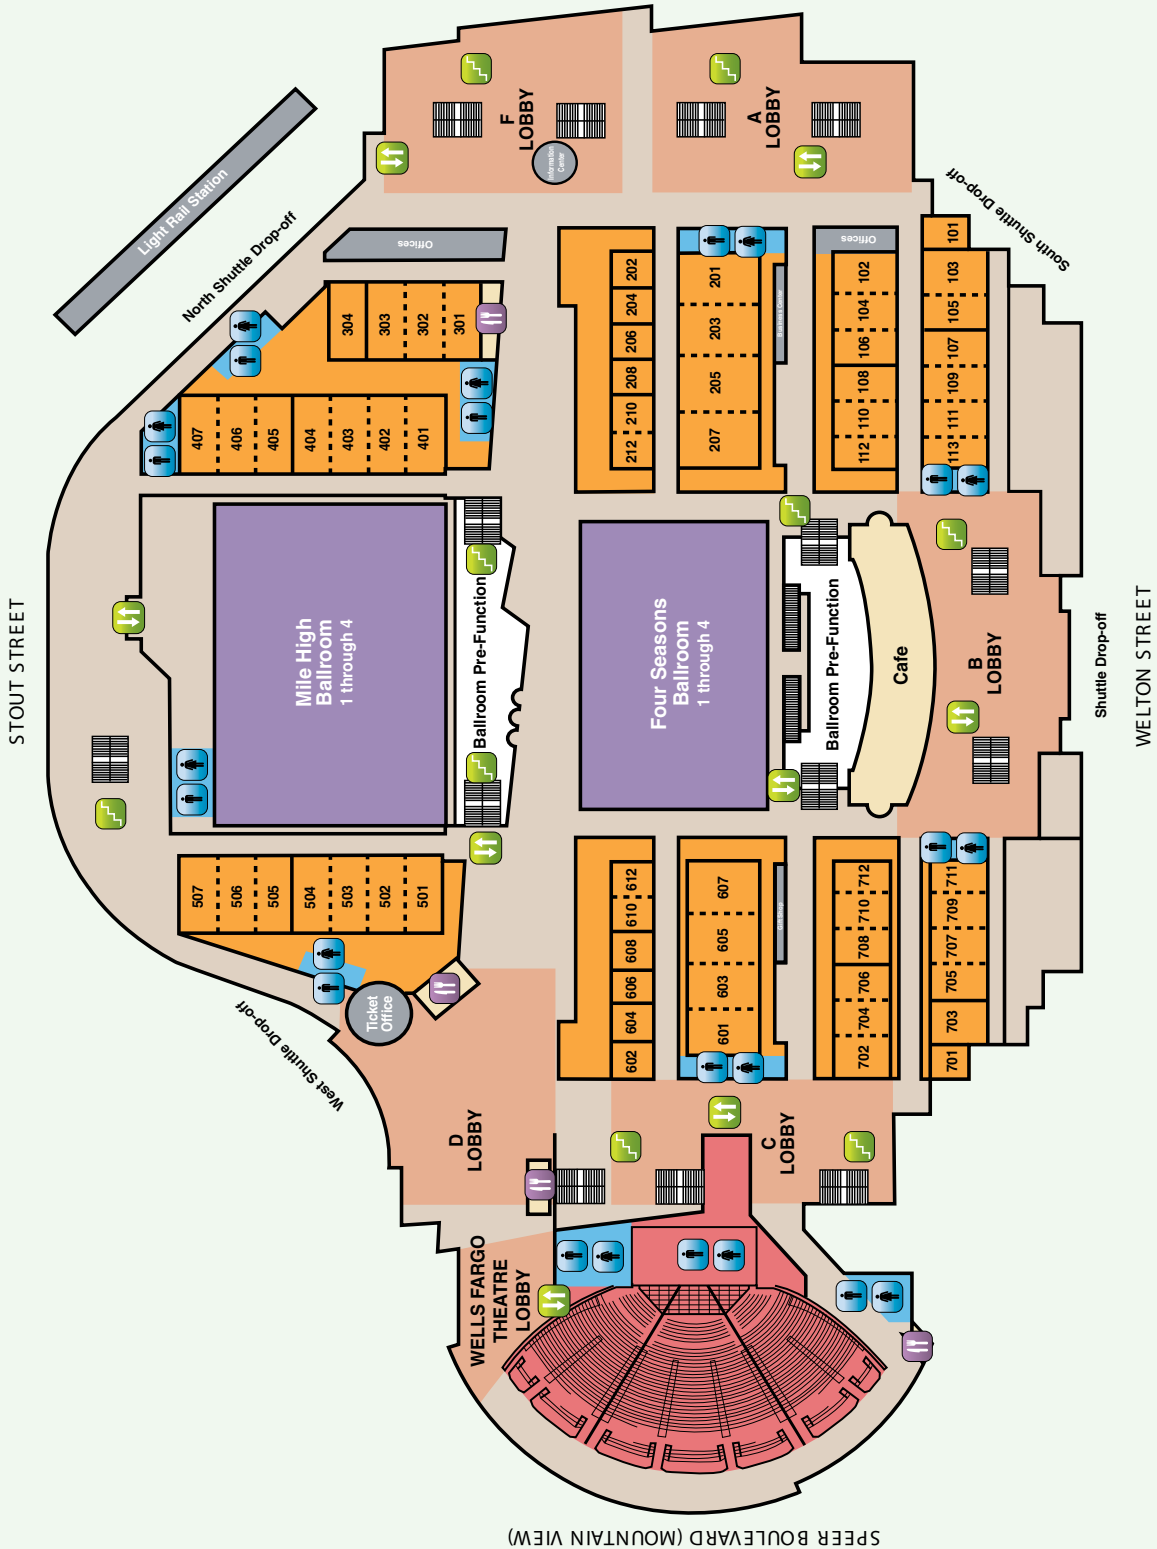 Light Rail Station
North Shuttle Drop-off
F
LOBBY
Information
Center
A
LOBBY
South Shuttle Drop-off
Offices
304
303
302
301
407
406
405
404
403
402
401
202
204
206
208
210
212
201
203
205
207
Business Center
Offices
102
104
106
108
110
112
101
103
105
107
109
111
113
STOUT STREET
Mile High
Ballroom
1 through 4
Ballroom Pre-Function
Four Seasons
Ballroom
1 through 4
Ballroom Pre-Function
Cafe
B
LOBBY
Shuttle Drop-off
WELTON STREET
507
506
505
504
503
502
501
612
610
608
606
604
602
607
605
603
601
Gift Shop
712
710
708
706
704
702
711
709
707
705
703
701
Ticket
Office
West Shuttle Drop-off
D
LOBBY
C
LOBBY
WELLS FARGO
THEATRE
LOBBY
SPEER BOULEVARD (MOUNTAIN VIEW)